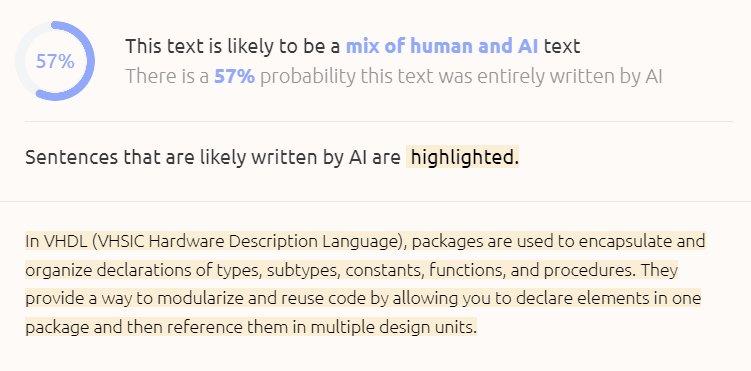 57%
This text is likely to be a mix of human and AI text
There is a 57% probability this text was entirely written by AI
Sentences that are likely written by AI are highlighted.
In VHDL (VHSIC Hardware Description Language), packages are used to encapsulate and
organize declarations of types, subtypes, constants, functions, and procedures. They
provide a way to modularize and reuse code by allowing you to declare elements in one
package and then reference them in multiple design units.